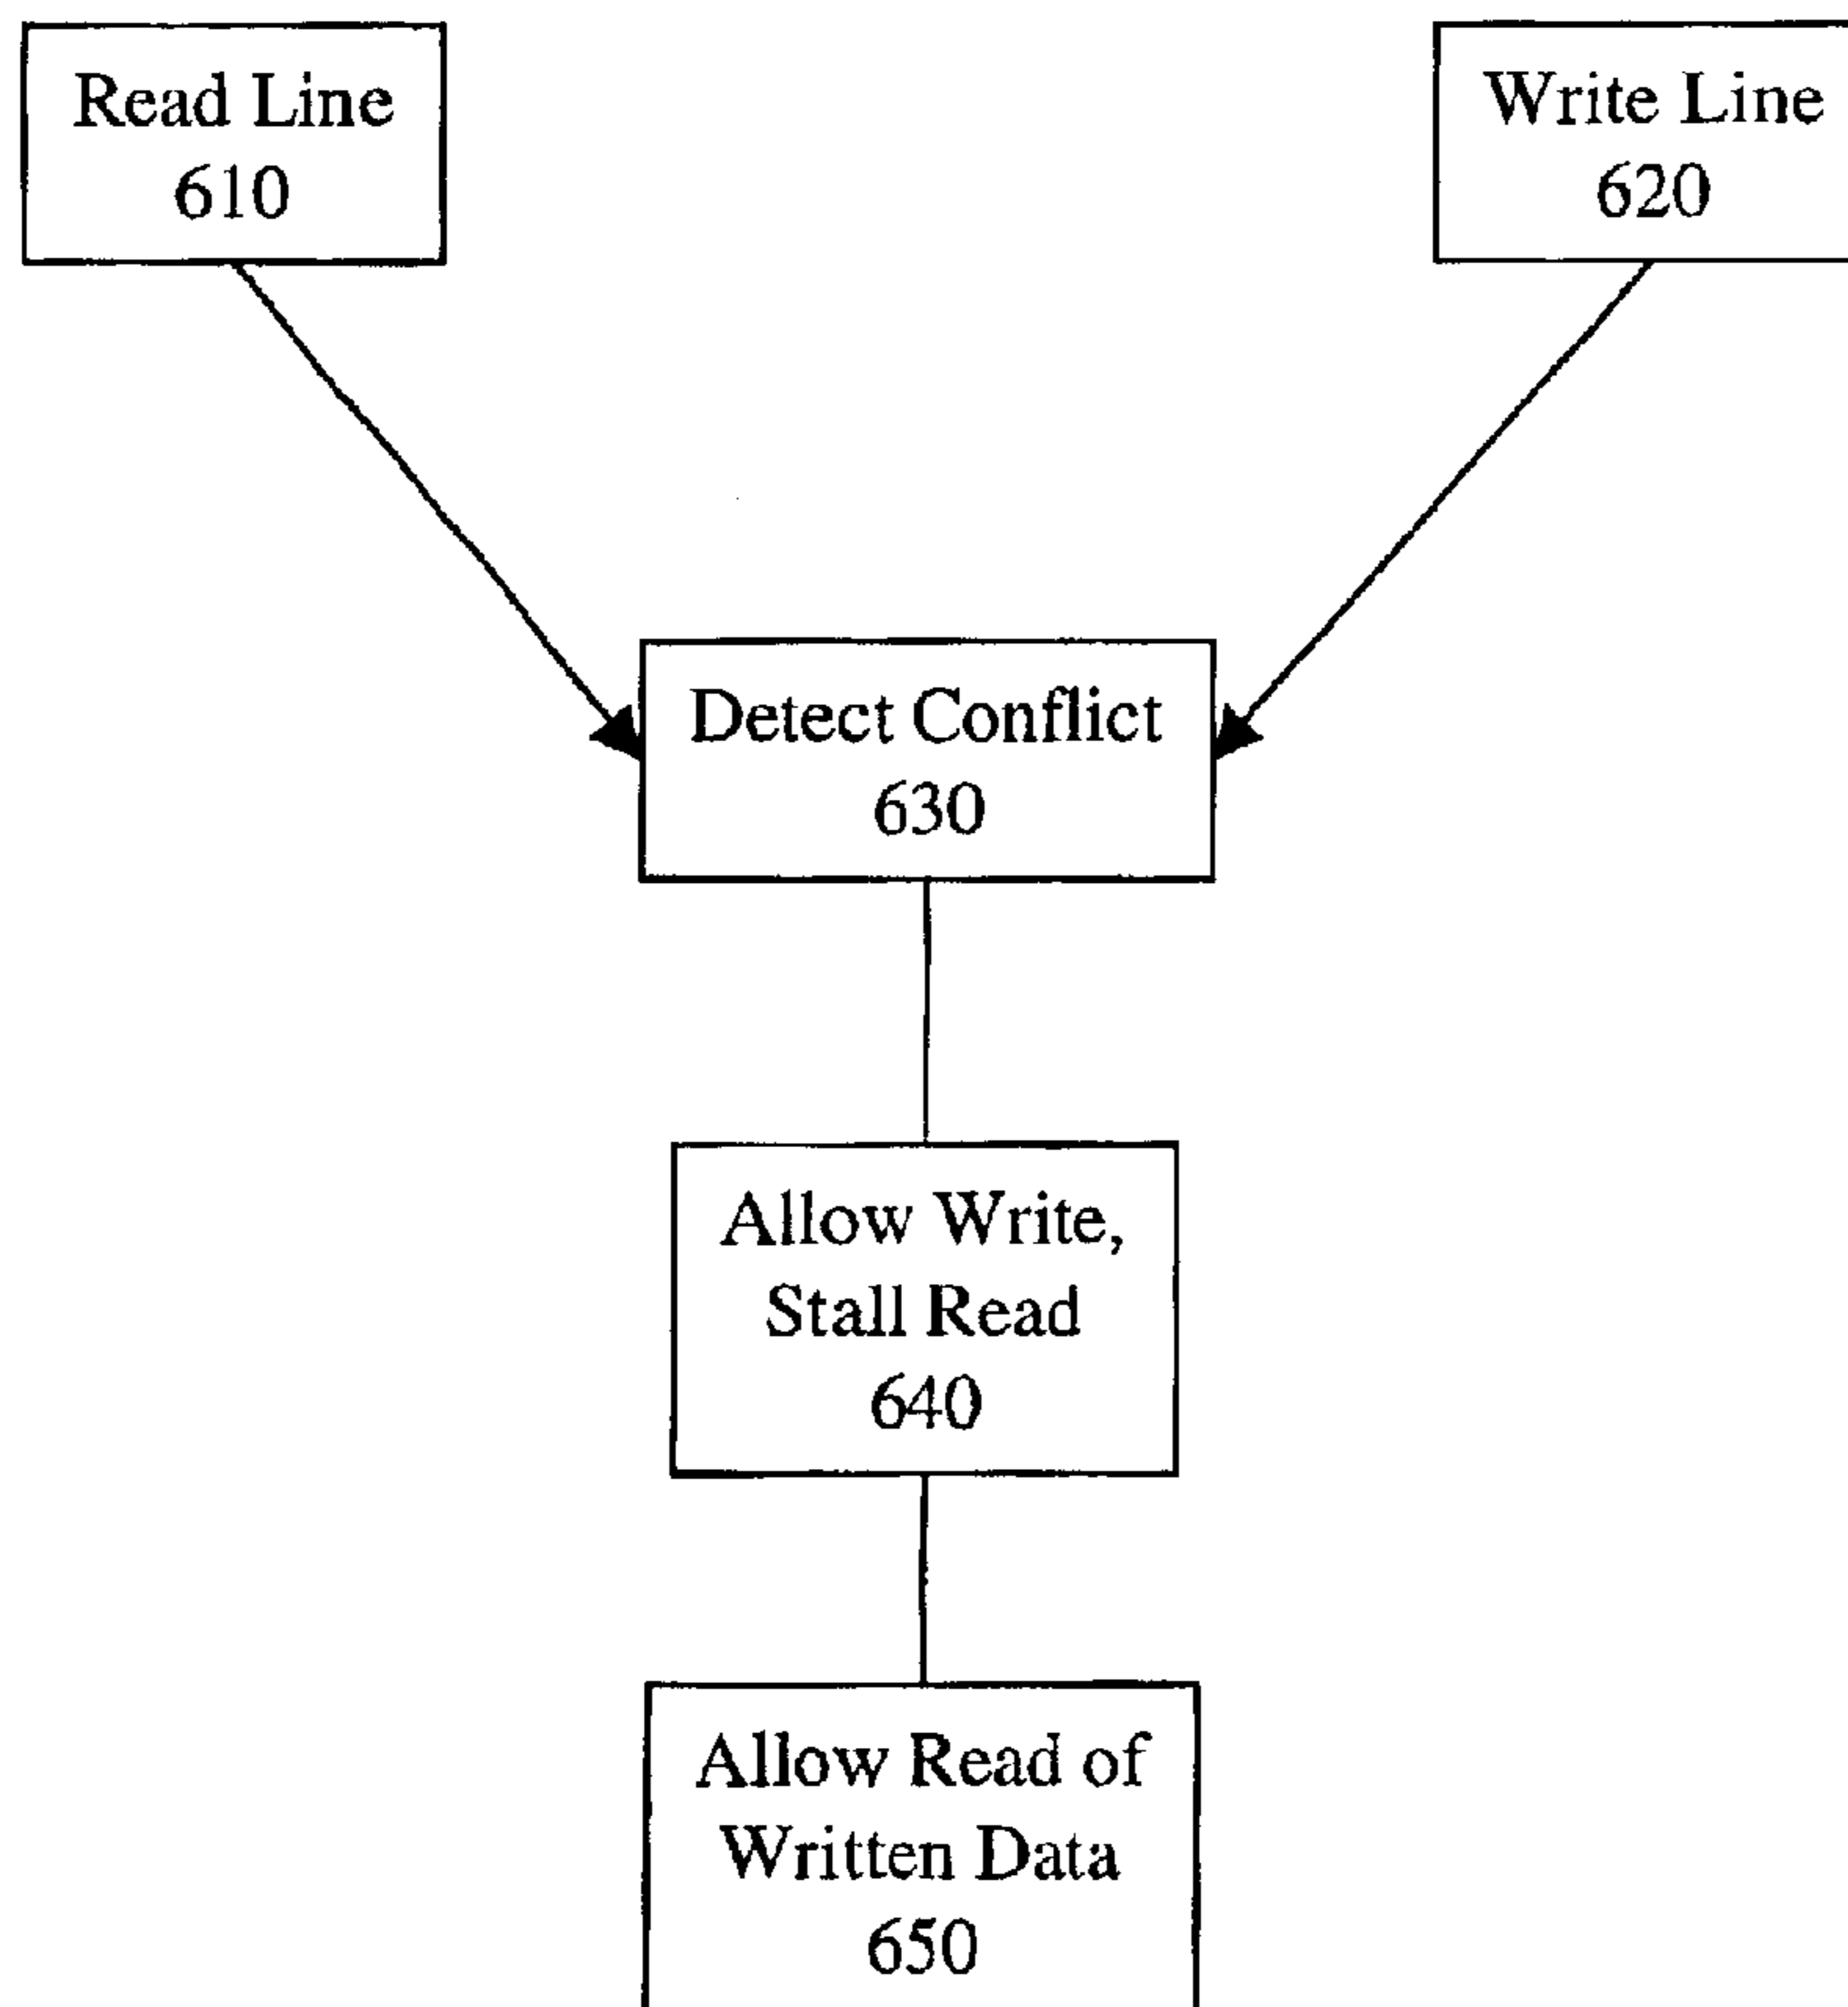 Read Line
610
Write Line
620
Detect Conflict
630
Allow Write,
Stall Read
640
Allow Read of
Written Data
650